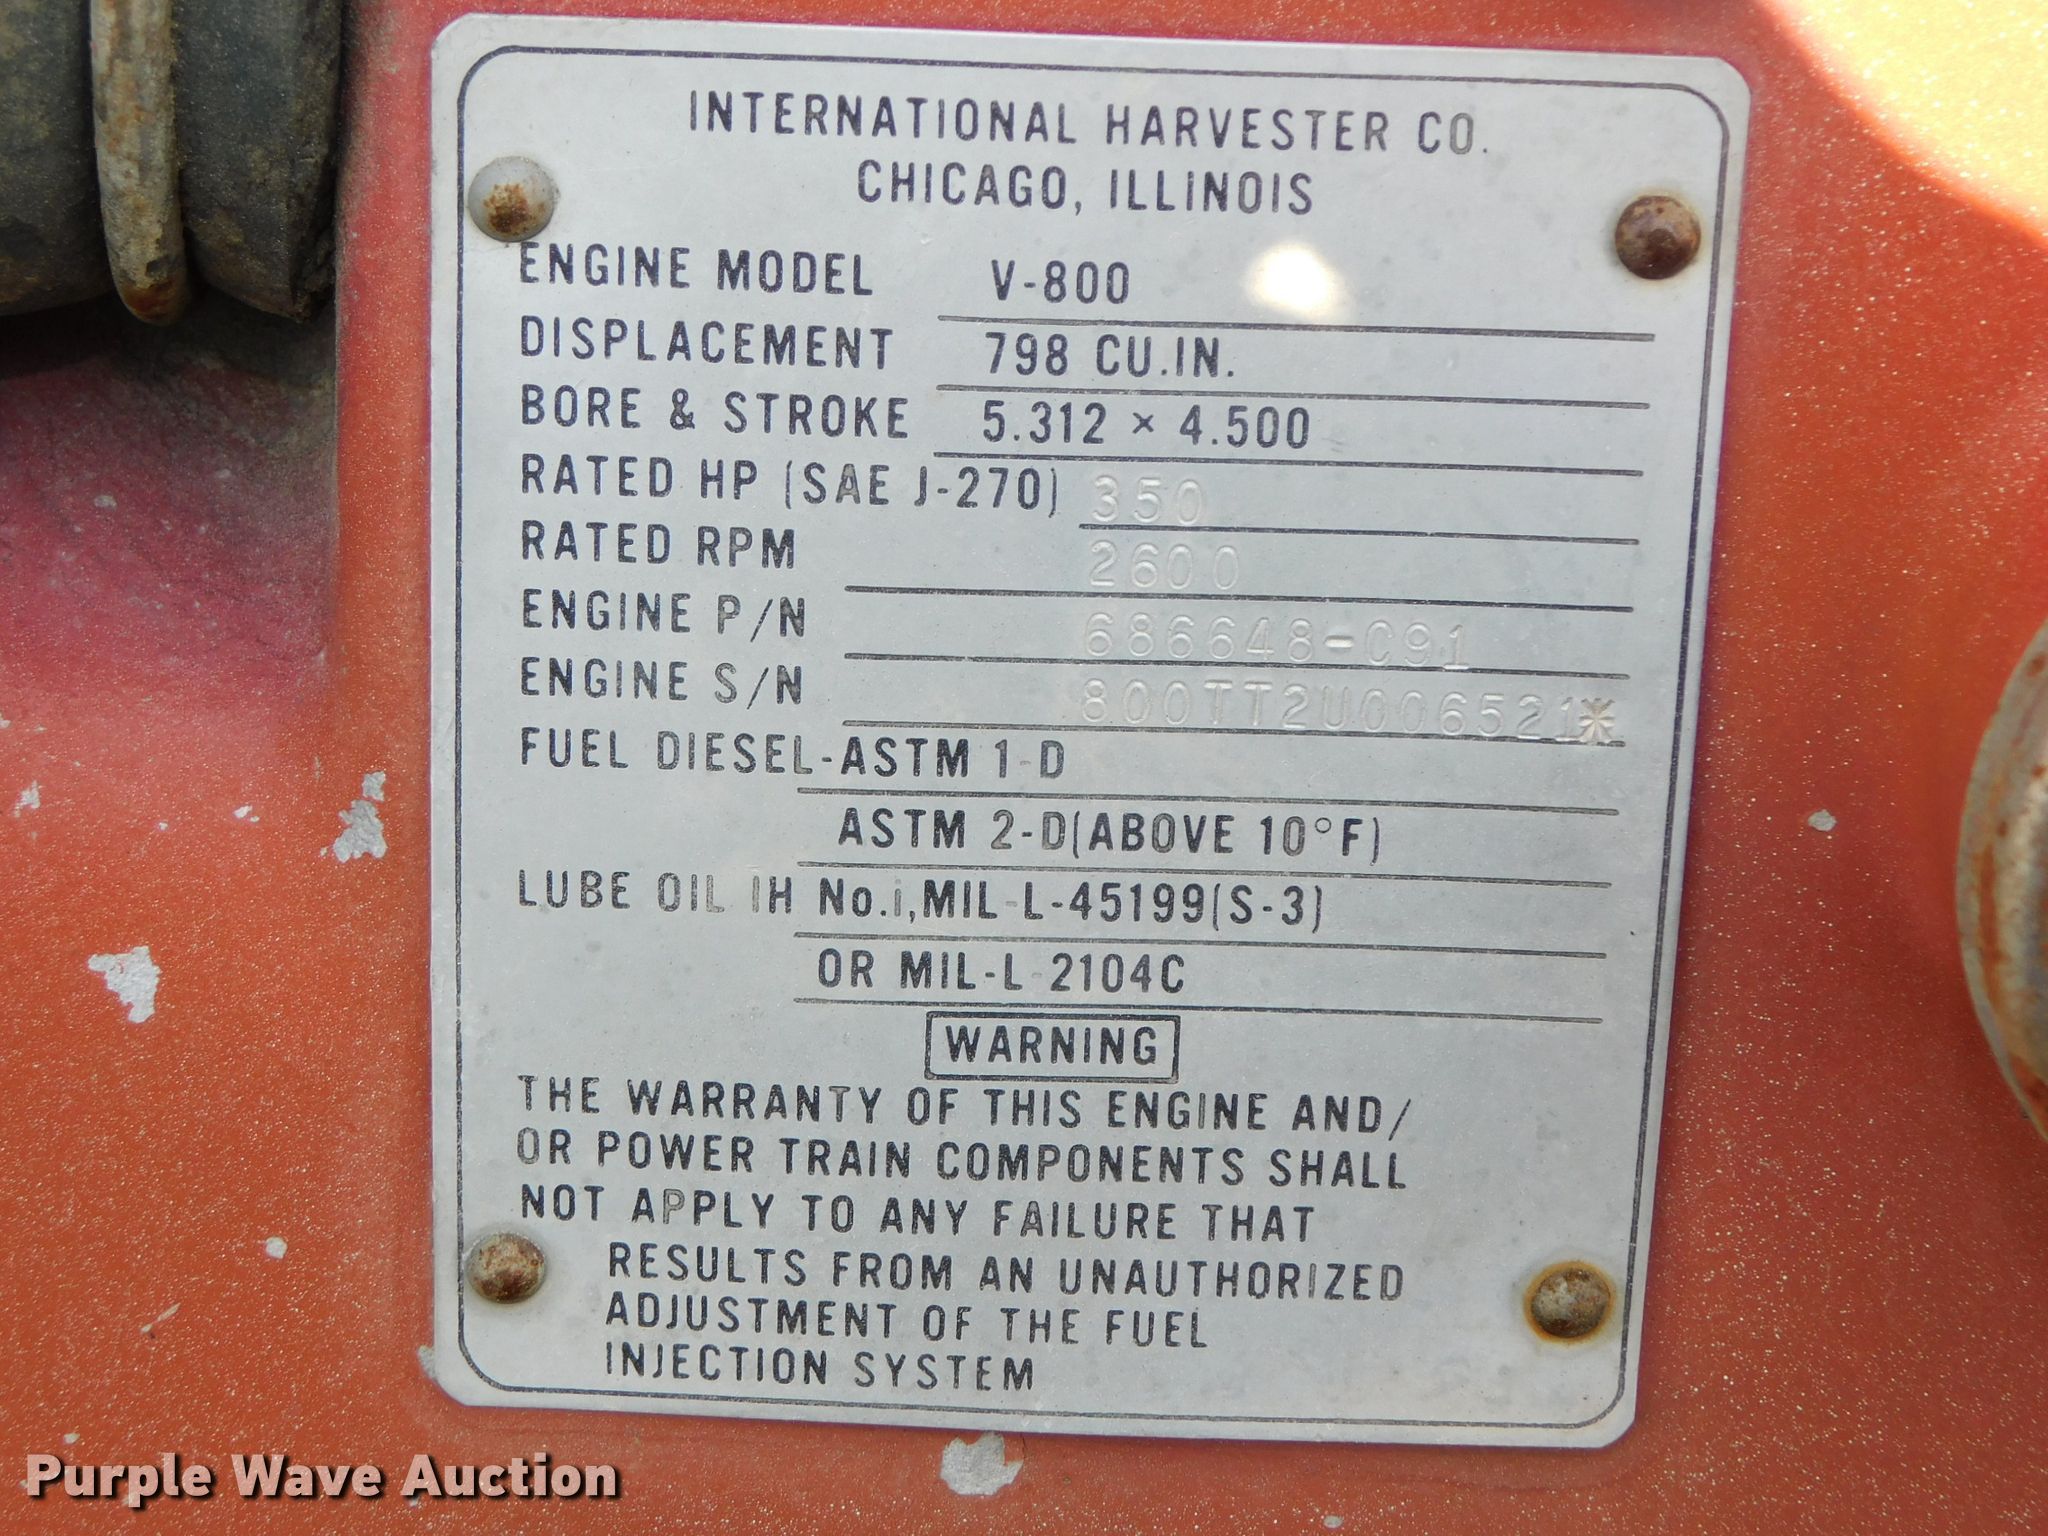 INTERNATIONAL HARVESTER CO.
CHICAGO, ILLINOIS
ENGINE MODEL V-800
DISPLACEMENT 798 CU.IN.
BORE & STROKE 5.312 × 4.500
RATED HP (SAE J-270) 350
RATED RPM 2600
ENGINE P/N 686648-C91
ENGINE S/N 800TT2U006521*
FUEL DIESEL-ASTM 1-D
ASTM 2-D(ABOVE 10°F)
LUBE OIL IH No.1,MIL-L-45199(S-3)
OR MIL-L-2104C
WARNING
THE WARRANTY OF THIS ENGINE AND/
OR POWER TRAIN COMPONENTS SHALL
NOT APPLY TO ANY FAILURE THAT
RESULTS FROM AN UNAUTHORIZED
ADJUSTMENT OF THE FUEL
INJECTION SYSTEM
Purple Wave Auction